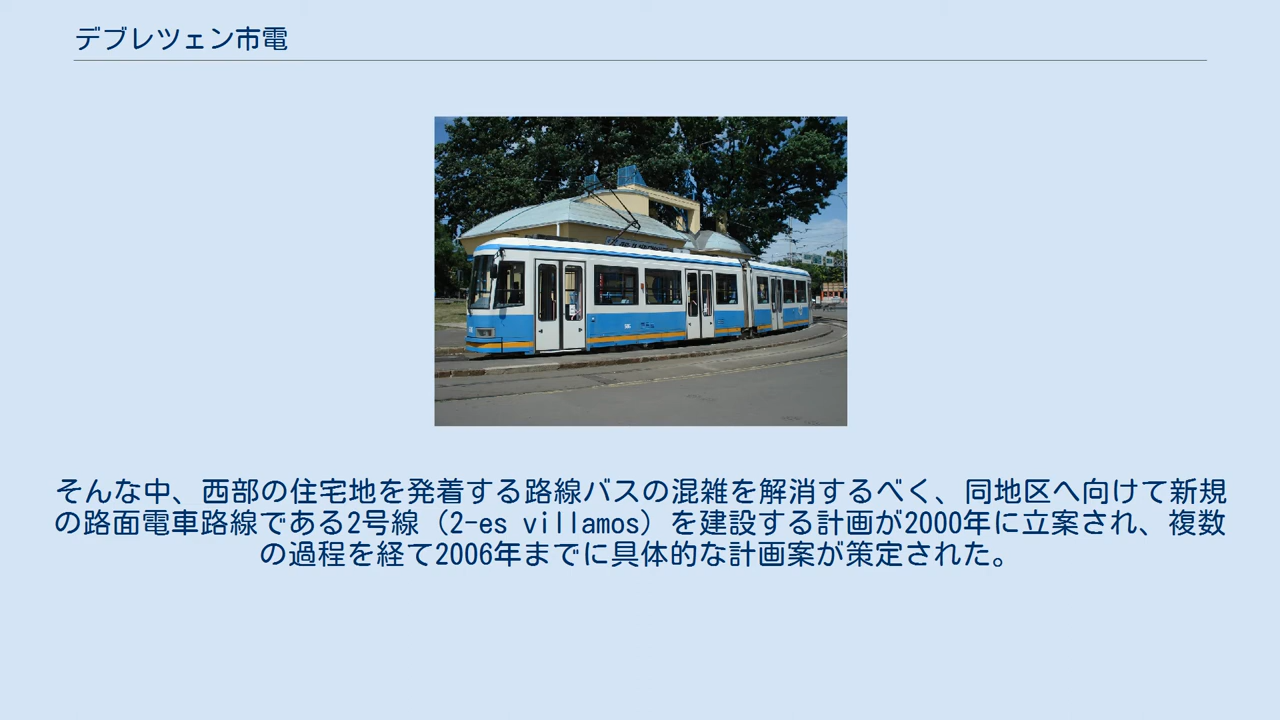 デブレツェン市電
そんな中、西部の住宅地を発着する路線バスの混雑を解消するべく、同地区へ向けて新規
の路面電車路線である2号線（2-es villamos）を建設する計画が2000年に立案され、複数
の過程を経て2006年までに具体的な計画案が策定された。